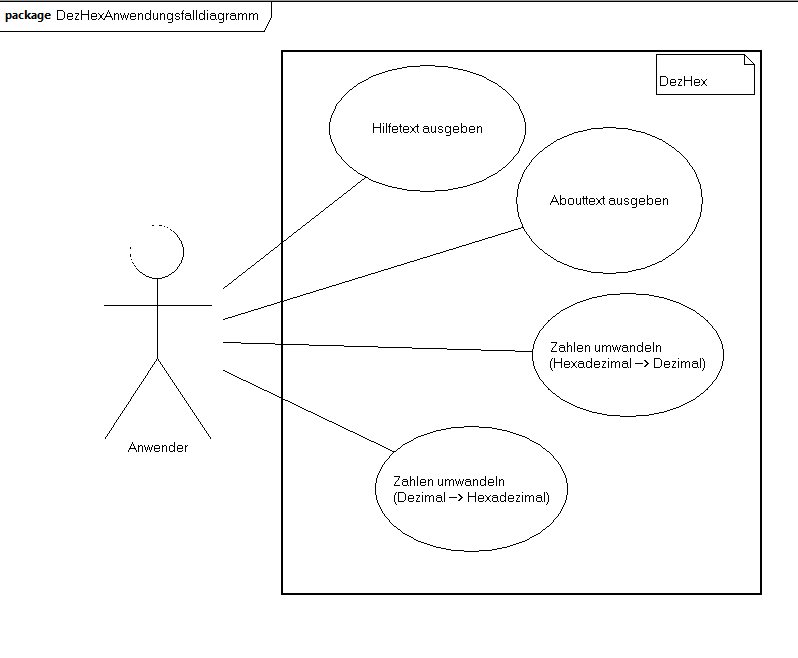 package DezHexAnwendungsfalldiagramm
DezHex
Hilfetext ausgeben
Abouttext ausgeben
Zahlen umwandeln
(Hexadezimal --> Dezimal)
Anwender
Zahlen umwandeln
(Dezimal --> Hexadezimal)